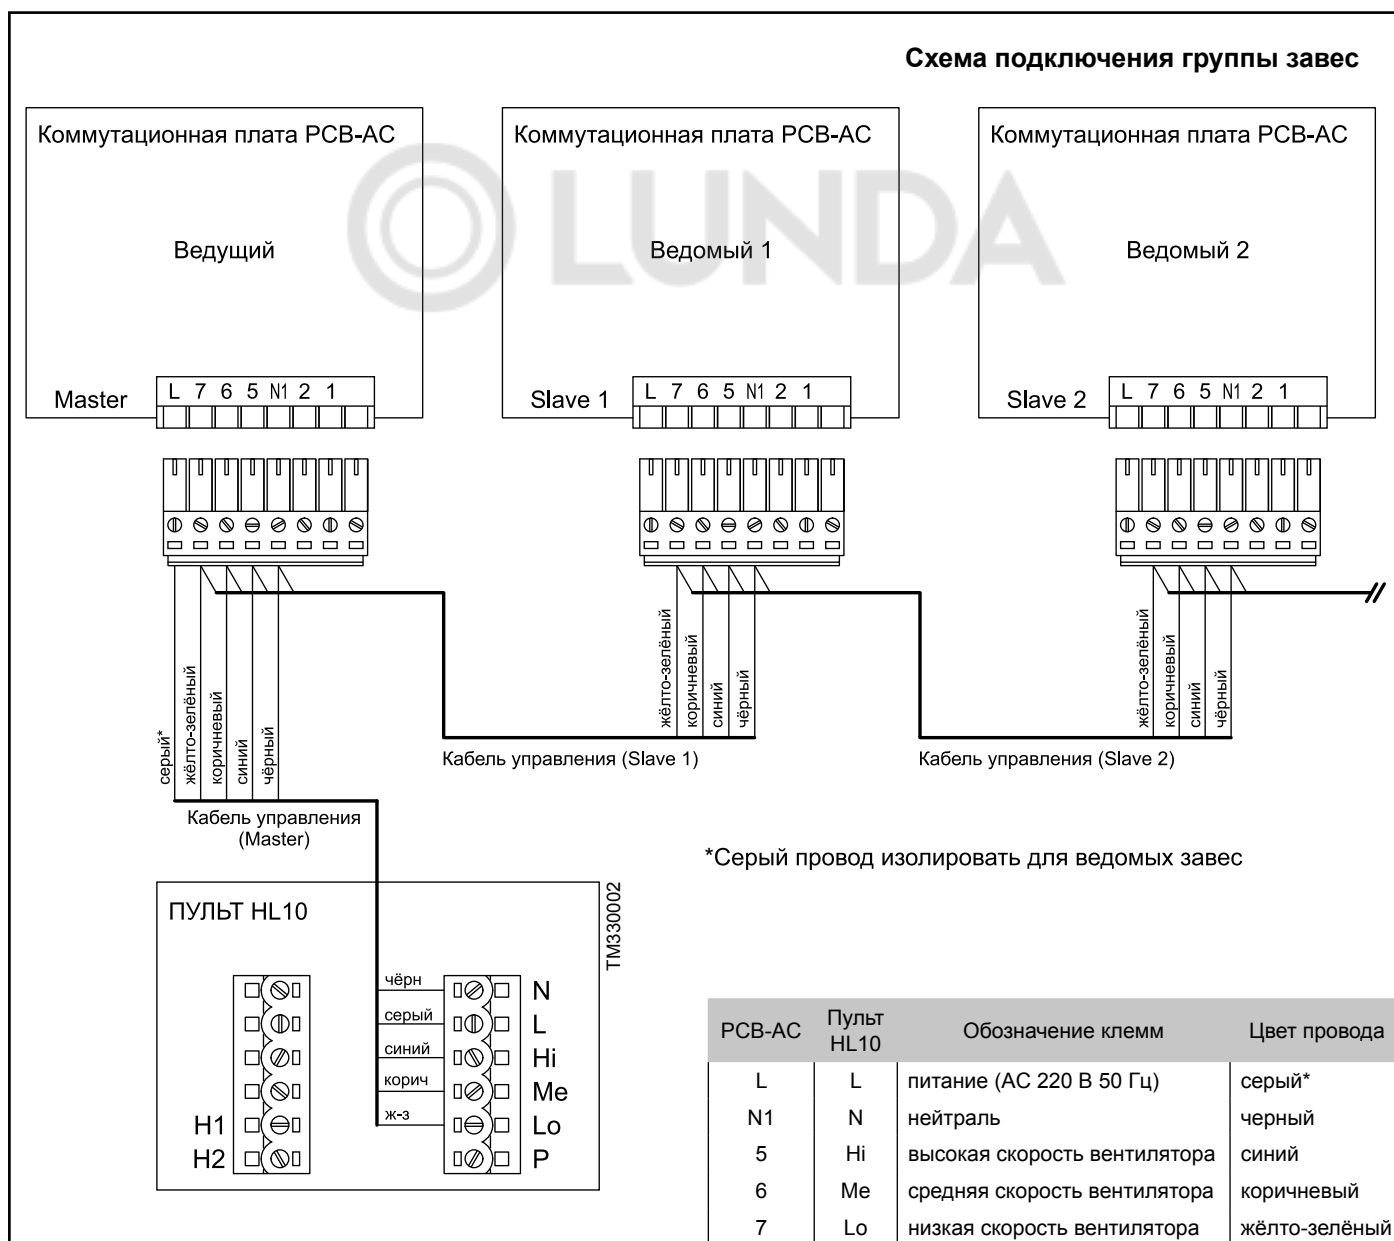 Схема подключения группы завес
Коммутационная плата PCB-AC
Коммутационная плата PCB-AC
Коммутационная плата PCB-AC
LUNDA
Ведущий
Ведомый 1
Ведомый 2
Master
L 7 6 5 N1 2 1
Slave 1
L 7 6 5 N1 2 1
Slave 2
L 7 6 5 N1 2 1
серый*
жёлто-зелёный
коричневый
синий
чёрный
жёлто-зелёный
коричневый
синий
чёрный
жёлто-зелёный
коричневый
синий
чёрный
Кабель управления (Slave 1)
Кабель управления (Slave 2)
Кабель управления
(Master)
*Серый провод изолировать для ведомых завес
ПУЛЬТ HL10
TM330002
чёрн N
серый L
синий Hi
корич Me
H1 ж-з Lo
H2 P
PCB-AC Пульт HL10 Обозначение клемм Цвет провода
L L питание (AC 220 В 50 Гц) серый*
N1 N нейтраль черный
5 Hi высокая скорость вентилятора синий
6 Me средняя скорость вентилятора коричневый
7 Lo низкая скорость вентилятора жёлто-зелёный